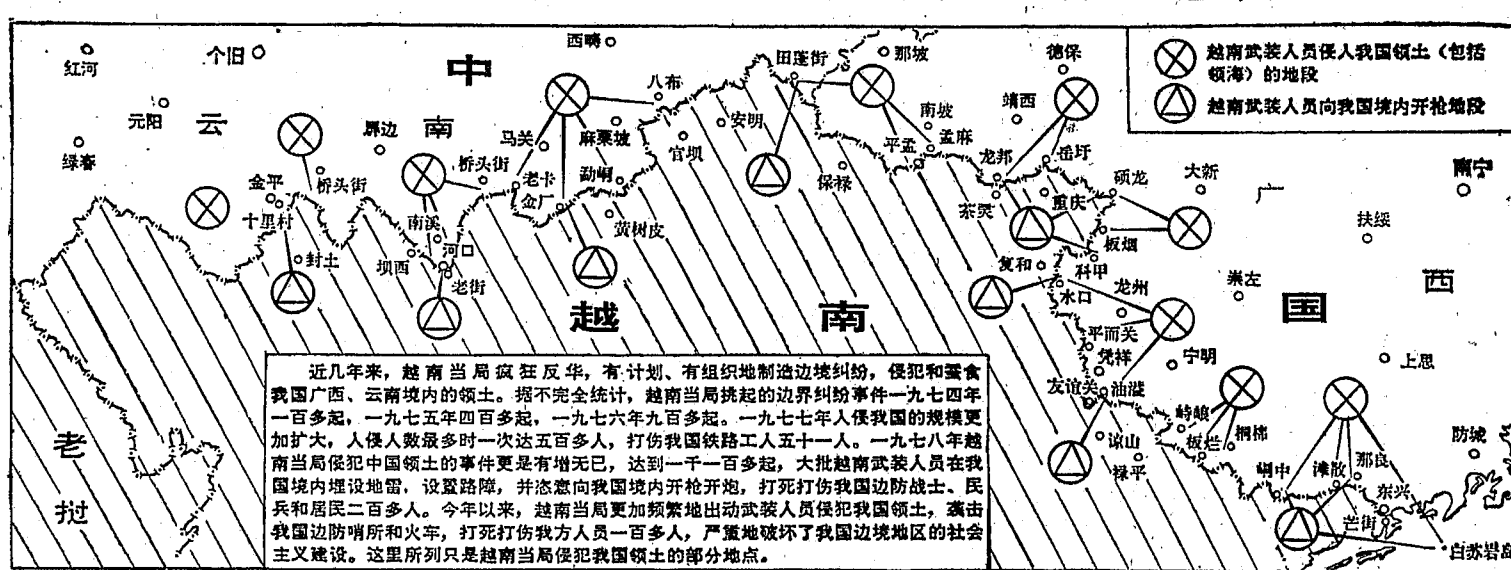 红河
个旧
中
西畴
田蓬街
那坡
德保
越南武装人员侵入我国领土（包括
领海）的地段
越南武装人员向我国境内开枪地段
元阳
云
屏边
南
八布
安明
南坡
靖西
马关
麻栗坡
官坝
孟麻
平孟
绿春
桥头街
桥头街
老卡
勐峒
保禄
龙邦
岳圩
硕龙
大新
广
南宁
金平
十里村
金厂
黄树皮
茶灵
重庆
扶绥
南溪
河口
板烟
封土
坝西
老街
复和
科甲
水口
龙州
崇左
西
越
南
国
平而关
凭祥
宁明
上思
友谊关
油隘
谅山
禄平
峙岐
板烂
桐棉
防城
峒中
滩散
那良
东兴
芒街
白苏岩岛
老
挝
近几年来，越南当局疯狂反华，有计划、有组织地制造边境纠纷，侵犯和蚕食
我国广西、云南境内的领土。据不完全统计，越南当局挑起的边界纠纷事件一九七四年
一百多起，一九七五年四百多起，一九七六年九百多起。一九七七年入侵我国的规模更
加扩大，入侵人数最多时一次达五百多人，打伤我国铁路工人五十一人。一九七八年越
南当局侵犯中国领土的事件更是有增无已，达到一千一百多起，大批越南武装人员在我
国境内埋设地雷，设置路障，并恣意向我国境内开枪开炮，打死打伤我国边防战士、民
兵和居民二百多人。今年以来，越南当局更加频繁地出动武装人员侵犯我国领土，袭击
我国边防哨所和火车，打死打伤我方人员一百多人，严重地破坏了我国边境地区的社会
主义建设。这里所列只是越南当局侵犯我国领土的部分地点。